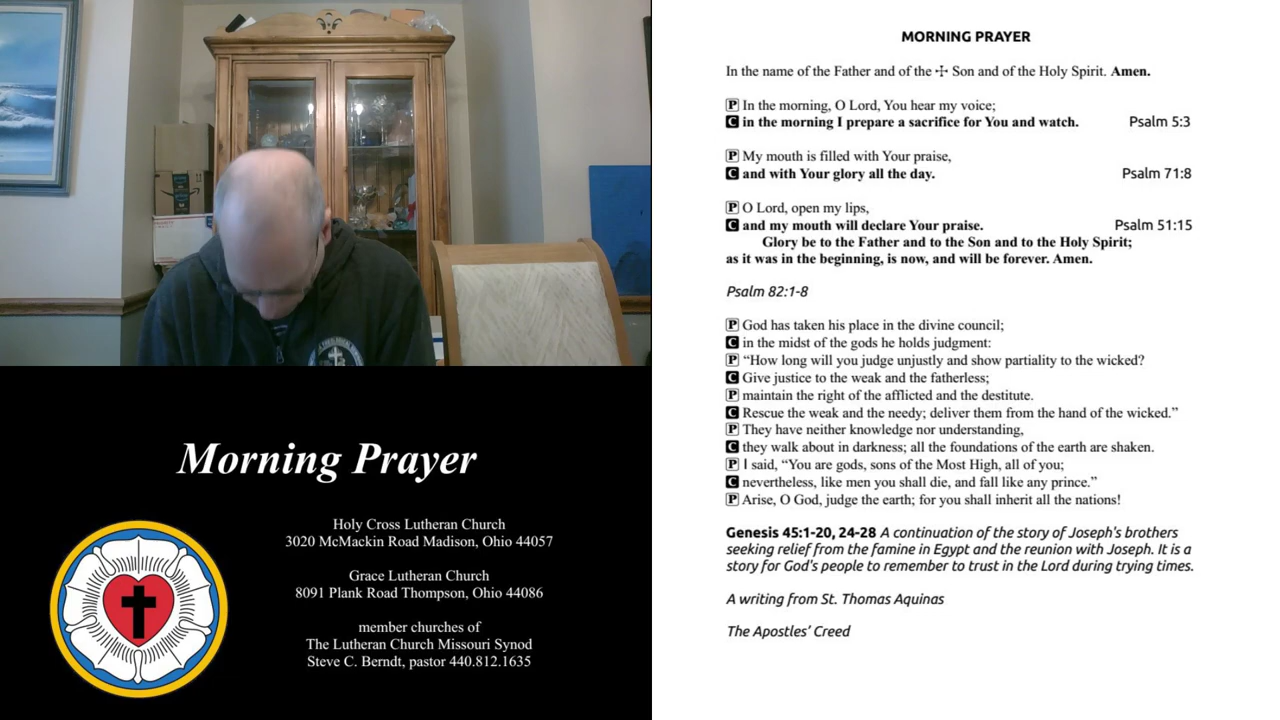 Morning Prayer
Holy Cross Lutheran Church
3020 McMackin Road Madison, Ohio 44057
Grace Lutheran Church
8091 Plank Road Thompson, Ohio 44086
member churches of
The Lutheran Church Missouri Synod
Steve C. Berndt, pastor 440.812.1635
MORNING PRAYER
In the name of the Father and of the ☩ Son and of the Holy Spirit. Amen.
P In the morning, O Lord, You hear my voice;
C in the morning I prepare a sacrifice for You and watch. Psalm 5:3
P My mouth is filled with Your praise,
C and with Your glory all the day. Psalm 71:8
P O Lord, open my lips,
C and my mouth will declare Your praise. Psalm 51:15
Glory be to the Father and to the Son and to the Holy Spirit;
as it was in the beginning, is now, and will be forever. Amen.
Psalm 82:1-8
P God has taken his place in the divine council;
C in the midst of the gods he holds judgment:
P “How long will you judge unjustly and show partiality to the wicked?
C Give justice to the weak and the fatherless;
P maintain the right of the afflicted and the destitute.
C Rescue the weak and the needy; deliver them from the hand of the wicked.”
P They have neither knowledge nor understanding,
C they walk about in darkness; all the foundations of the earth are shaken.
P I said, “You are gods, sons of the Most High, all of you;
C nevertheless, like men you shall die, and fall like any prince.”
P Arise, O God, judge the earth; for you shall inherit all the nations!
Genesis 45:1-20, 24-28 A continuation of the story of Joseph's brothers
seeking relief from the famine in Egypt and the reunion with Joseph. It is a
story for God's people to remember to trust in the Lord during trying times.
A writing from St. Thomas Aquinas
The Apostles’ Creed